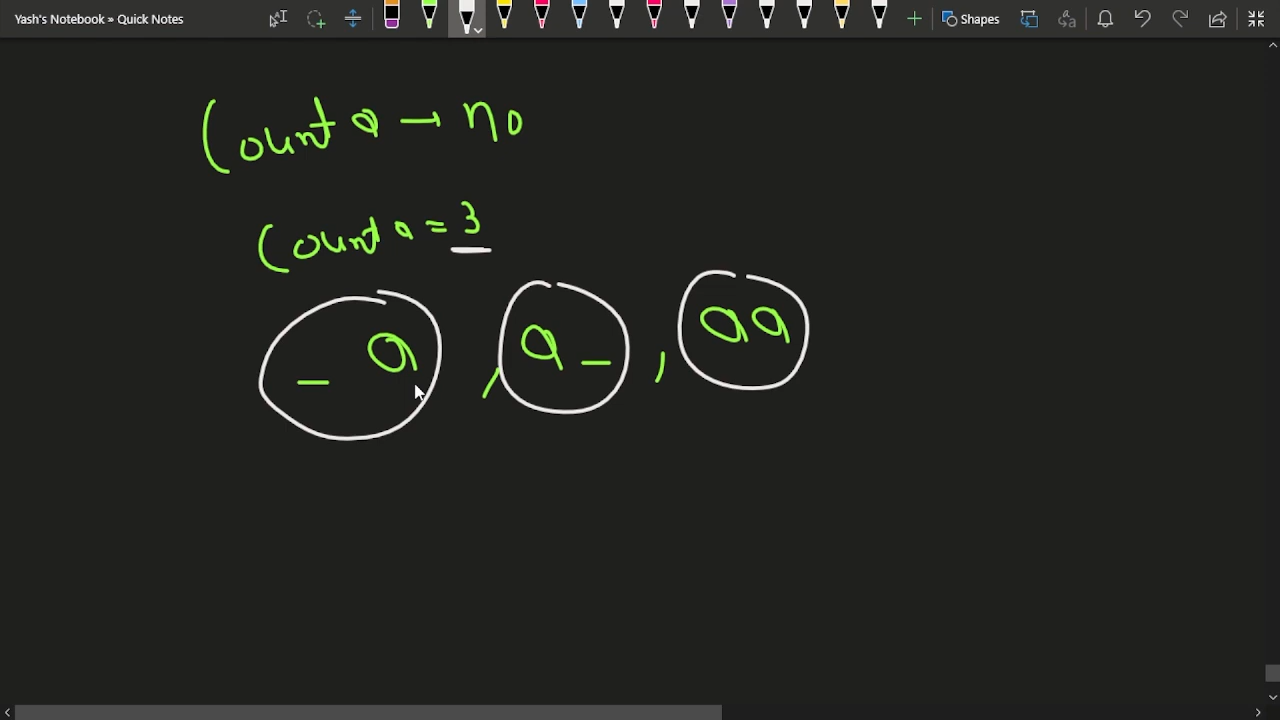 Yash's Notebook » Quick Notes
Shapes
Count a → no
Count a = 3
_ a , a _ , aa